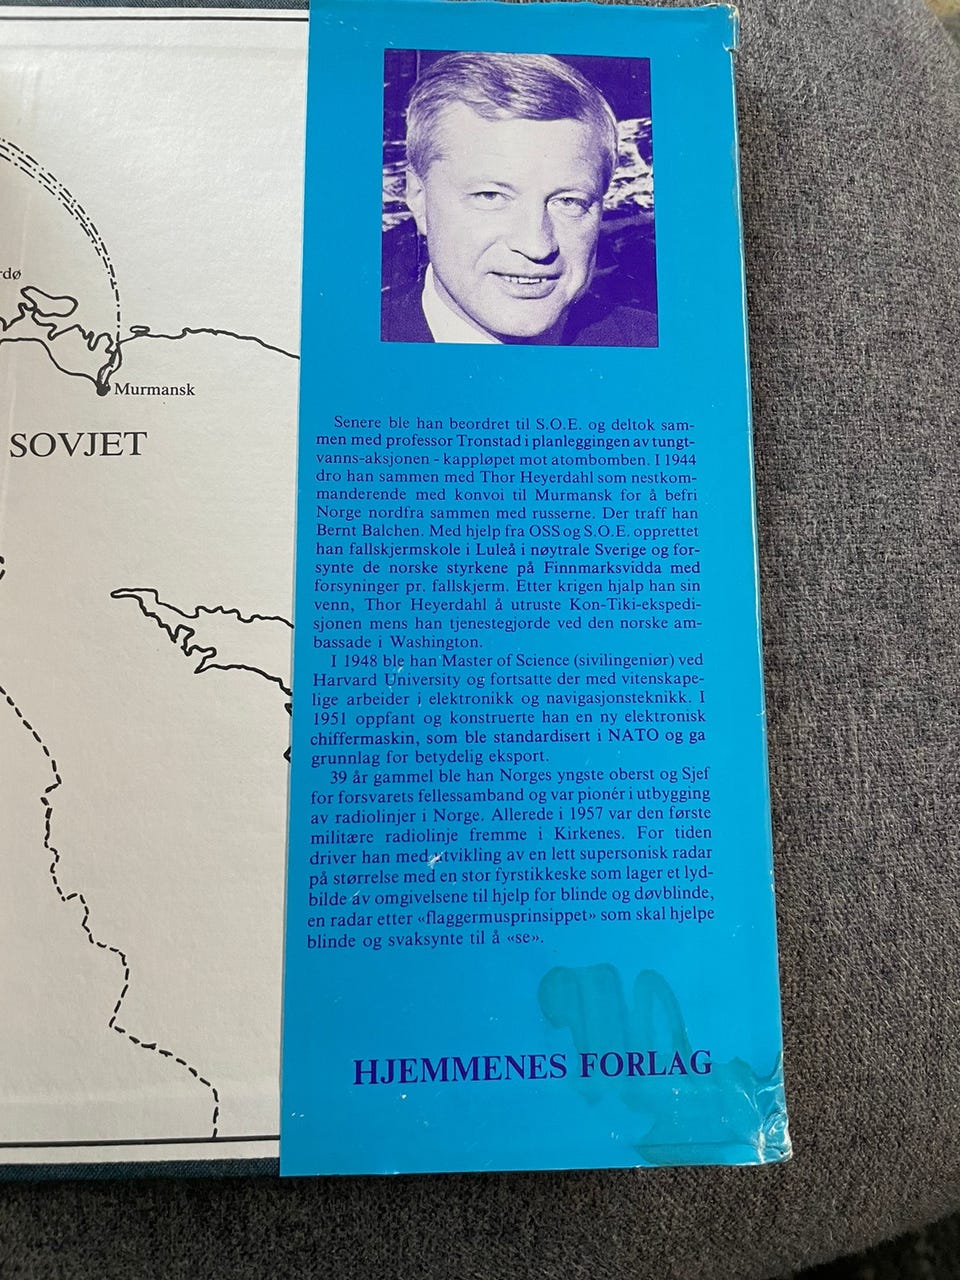 rdø
Murmansk
SOVJET
Senere ble han beordret til S.O.E. og deltok sam-
men med professor Tronstad i planleggingen av tungt-
vanns-aksjonen - kappløpet mot atombomben. I 1944
dro han sammen med Thor Heyerdahl som nestkom-
manderende med konvoi til Murmansk for å befri
Norge nordfra sammen med russerne. Der traff han
Bernt Balchen. Med hjelp fra OSS og S.O.E. opprettet
han fallskjermskole i Luleå i nøytrale Sverige og for-
synte de norske styrkene på Finnmarksvidda med
forsyninger pr. fallskjerm. Etter krigen hjalp han sin
venn, Thor Heyerdahl å utruste Kon-Tiki-ekspedi-
sjonen mens han tjenestegjorde ved den norske am-
bassade i Washington.
I 1948 ble han Master of Science (sivilingeniør) ved
Harvard University og fortsatte der med vitenskape-
lige arbeider i elektronikk og navigasjonsteknikk. I
1951 oppfant og konstruerte han en ny elektronisk
chiffermaskin, som ble standardisert i NATO og ga
grunnlag for betydelig eksport.
39 år gammel ble han Norges yngste oberst og Sjef
for forsvarets fellessamband og var pionér i utbygging
av radiolinjer i Norge. Allerede i 1957 var den første
militære radiolinje fremme i Kirkenes. For tiden
driver han med utvikling av en lett supersonisk radar
på størrelse med en stor fyrstikkeske som lager et lyd-
bilde av omgivelsene til hjelp for blinde og døvblinde,
en radar etter «flaggermusprinsippet» som skal hjelpe
blinde og svaksynte til å «se».
HJEMMENES FORLAG